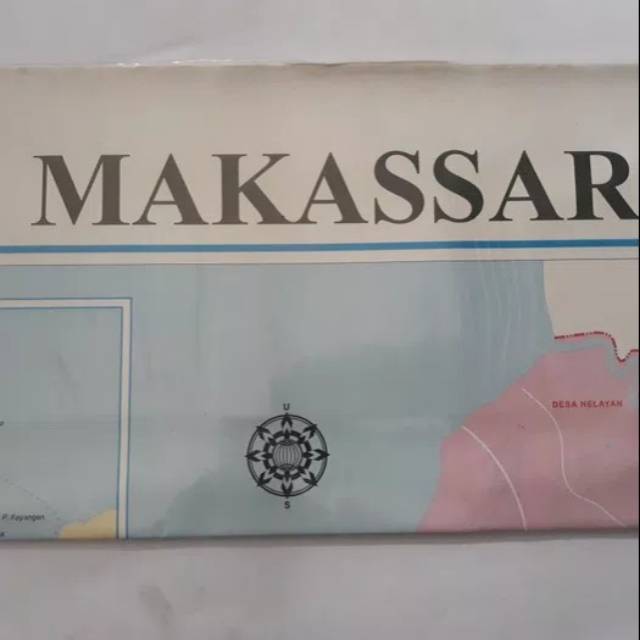 MAKASSAR
DESA NELAYAN
U
S
P. Kayangan